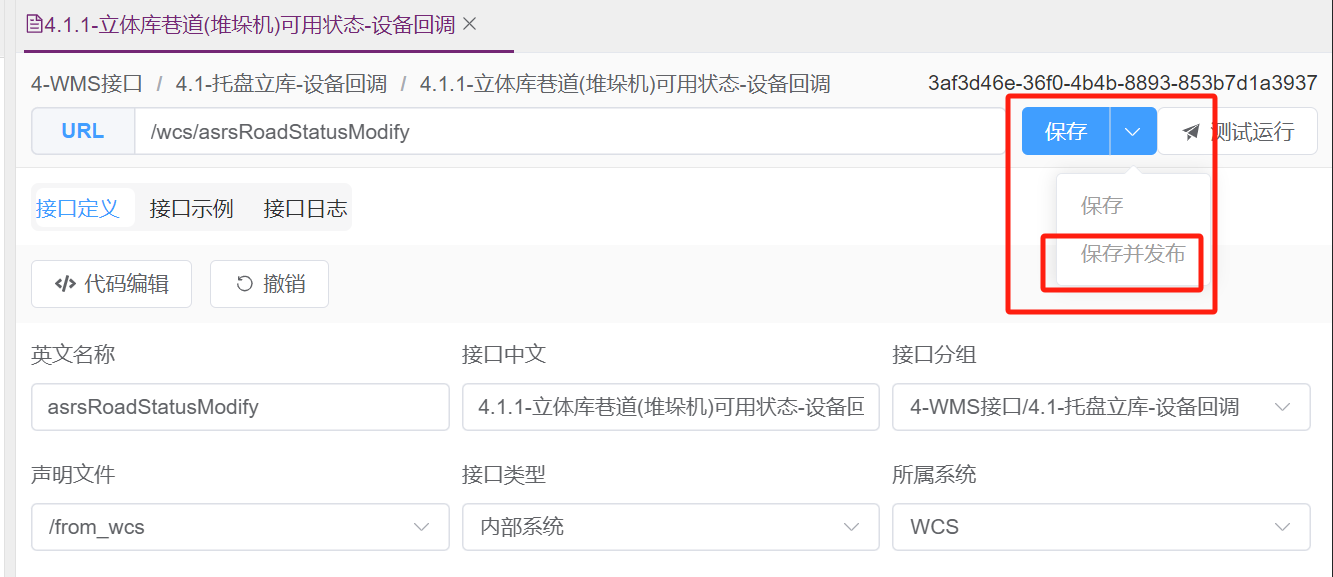 4.1.1-立体库巷道(堆垛机)可用状态-设备回调
4-WMS接口 / 4.1-托盘立库-设备回调 / 4.1.1-立体库巷道(堆垛机)可用状态-设备回调 3af3d46e-36f0-4b4b-8893-853b7d1a3937
URL /wcs/asrsRoadStatusModify 保存 测试运行
保存
保存并发布
接口定义 接口示例 接口日志
代码编辑 撤销
英文名称 接口中文 接口分组
asrsRoadStatusModify 4.1.1-立体库巷道(堆垛机)可用状态-设备回 4-WMS接口/4.1-托盘立库-设备回调
声明文件 接口类型 所属系统
/from_wcs 内部系统 WCS